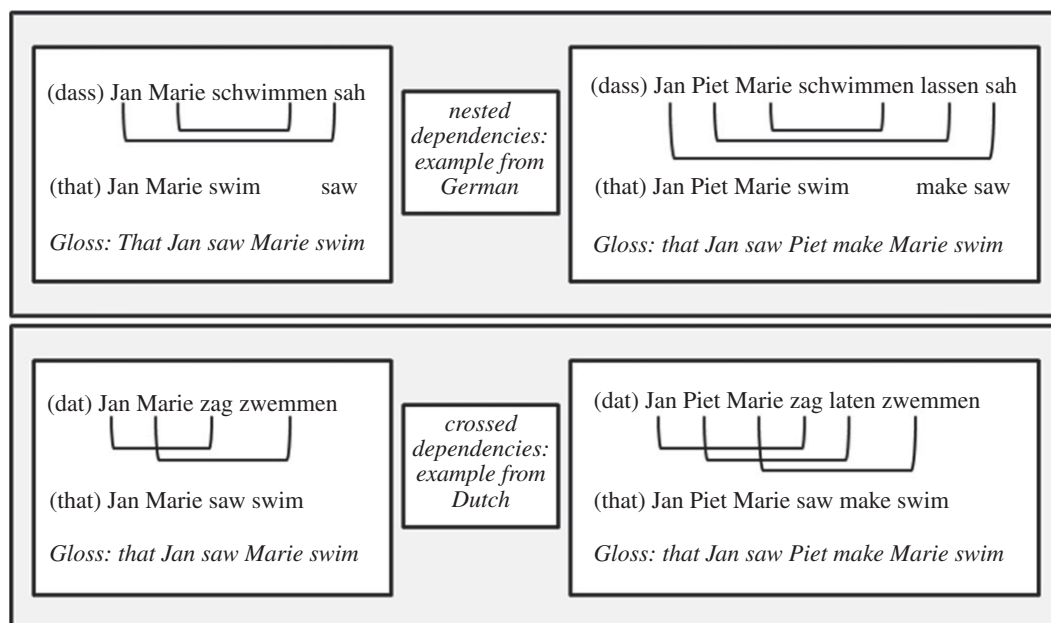 (dass) Jan Marie schwimmen sah
(that) Jan Marie swim saw
Gloss: That Jan saw Marie swim
nested
dependencies:
example from
German
(dass) Jan Piet Marie schwimmen lassen sah
(that) Jan Piet Marie swim make saw
Gloss: that Jan saw Piet make Marie swim
(dat) Jan Marie zag zwemmen
(that) Jan Marie saw swim
Gloss: that Jan saw Marie swim
crossed
dependencies:
example from
Dutch
(dat) Jan Piet Marie zag laten zwemmen
(that) Jan Piet Marie saw make swim
Gloss: that Jan saw Piet make Marie swim